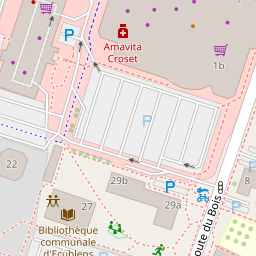 P
Amavita
Croset
1b
P
22
29b
P
8
27
29a
Bibliothèque
communale
d'Ecublens
oute du Bois